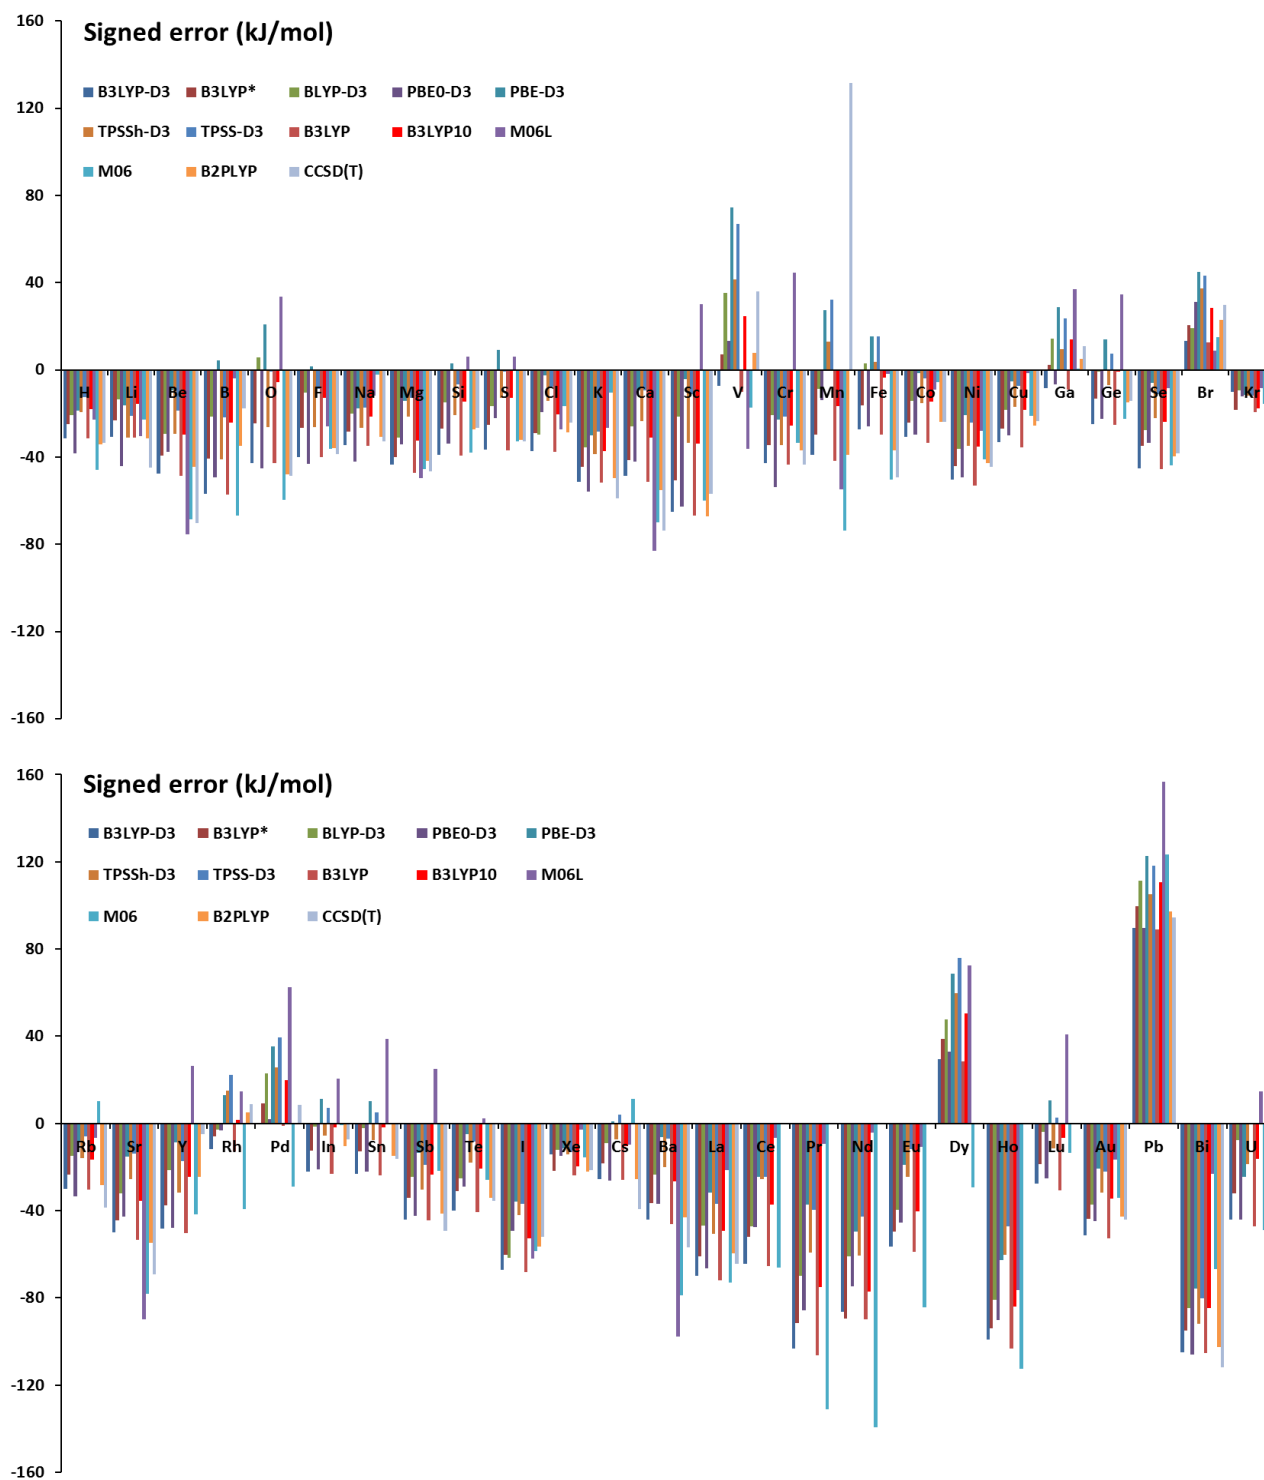 160
Signed error (kJ/mol)
B3LYP-D3 B3LYP* BLYP-D3 PBE0-D3 PBE-D3
120
TPSSh-D3 TPSS-D3 B3LYP B3LYP10 M06L
M06 B2PLYP CCSD(T)
80
40
0
H Li Be B O F Na Mg Si S Cl K Ca Sc V Cr Mn Fe Co Ni Cu Ga Ge Se Br Kr
-40
-80
-120
-160
160
Signed error (kJ/mol)
B3LYP-D3 B3LYP* BLYP-D3 PBE0-D3 PBE-D3
120
TPSSh-D3 TPSS-D3 B3LYP B3LYP10 M06L
M06 B2PLYP CCSD(T)
80
40
0
Rb Sr Y Rh Pd In Sn Sb Te I Xe Cs Ba La Ce Pr Nd Eu Dy Ho Lu Au Pb Bi U
-40
-80
-120
-160